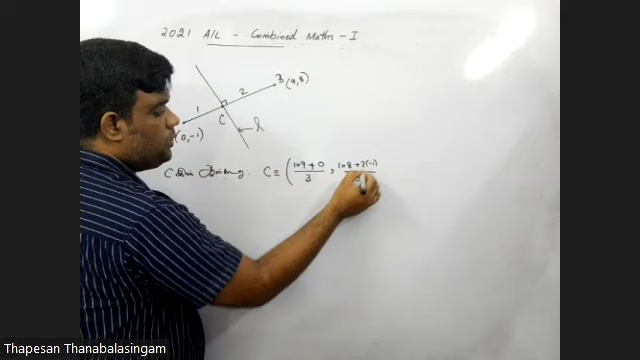 2021 A/L - Combined Maths - I
B (9, 8)
1
2
(0, -1)
C
l
C ≡ ( 1×9 + 0 / 3 , 1×8 + 2(-1)
Thapesan Thanabalasingam